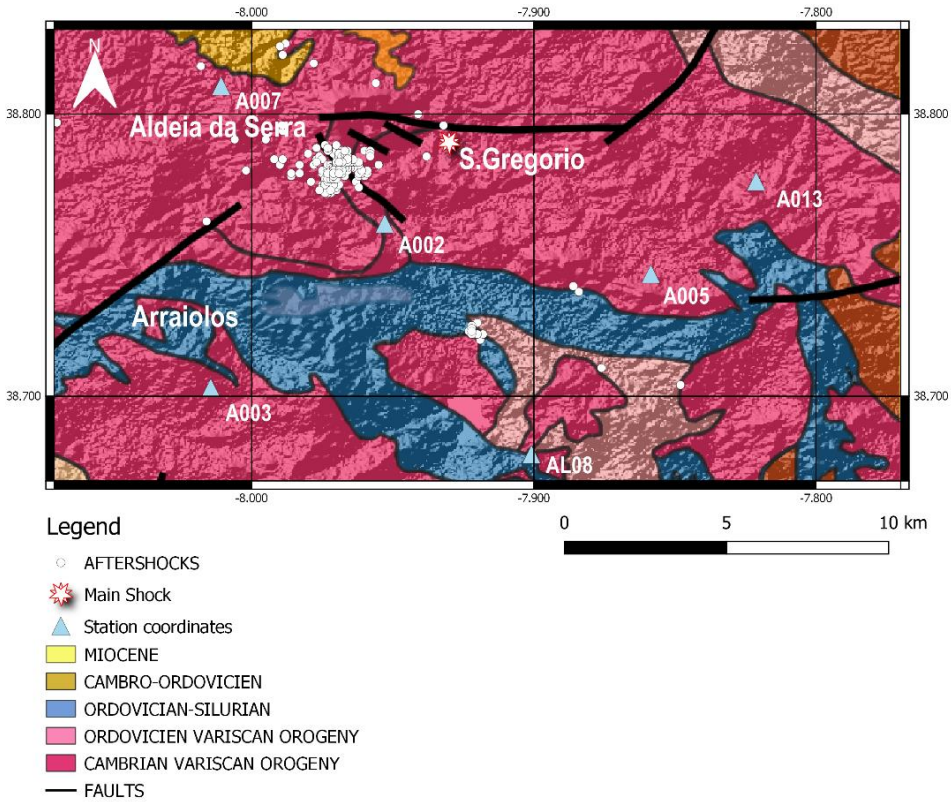 -8.000 -7.900 -7.800
N
A007
38.800 38.800
Aldeia da Serra
S.Gregorio
A013
A002
A005
Arraiolos
38.700 38.700
A003
AL08
-8.000 -7.900 -7.800
Legend
0 5 10 km
AFTERSHOCKS
Main Shock
Station coordinates
MIOCENE
CAMBRO-ORDOVICIEN
ORDOVICIAN-SILURIAN
ORDOVICIEN VARISCAN OROGENY
CAMBRIAN VARISCAN OROGENY
FAULTS